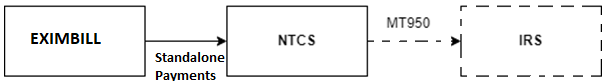 EXIMBILL
Standalone
Payments
NTCS
MT950
IRS